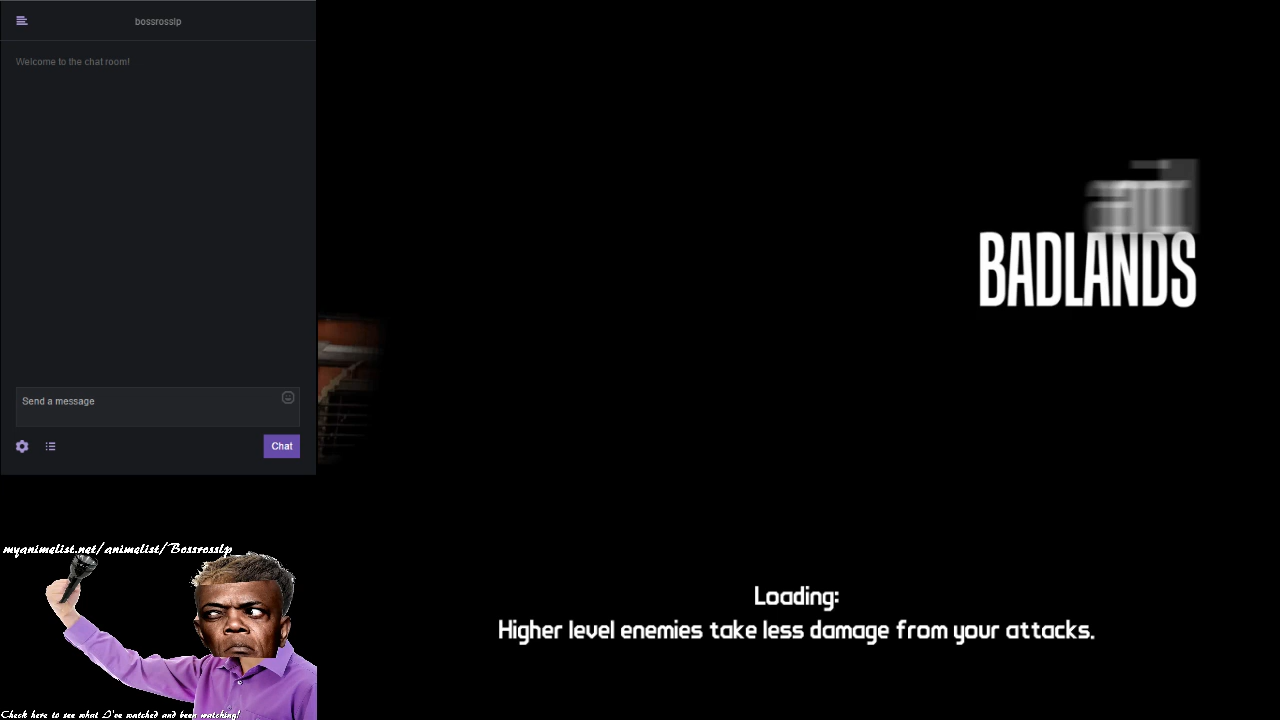 bossrosslp
Welcome to the chat room!
Send a message
Chat
BADLANDS
Loading:
Higher level enemies take less damage from your attacks.
myanimelist.net/animelist/Bossrosslp
Check here to see what I've watched and been watching!